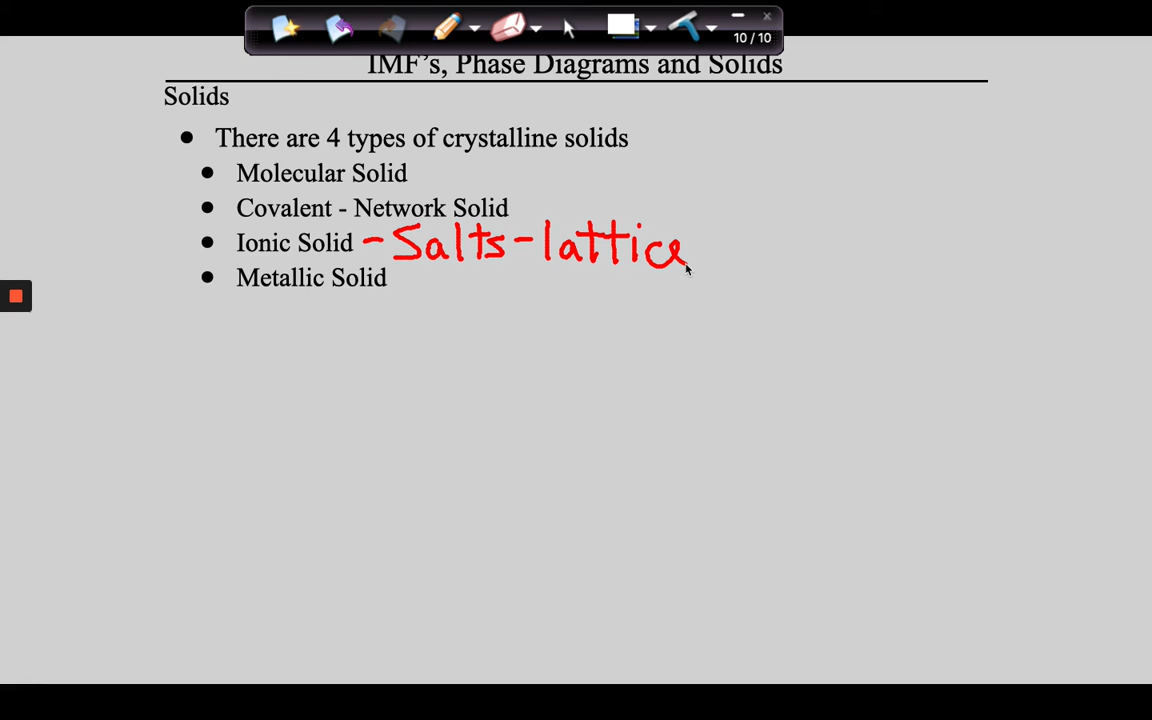 10 / 10
IMF's, Phase Diagrams and Solids
Solids
• There are 4 types of crystalline solids
• Molecular Solid
• Covalent - Network Solid
• Ionic Solid - Salts - lattice
• Metallic Solid